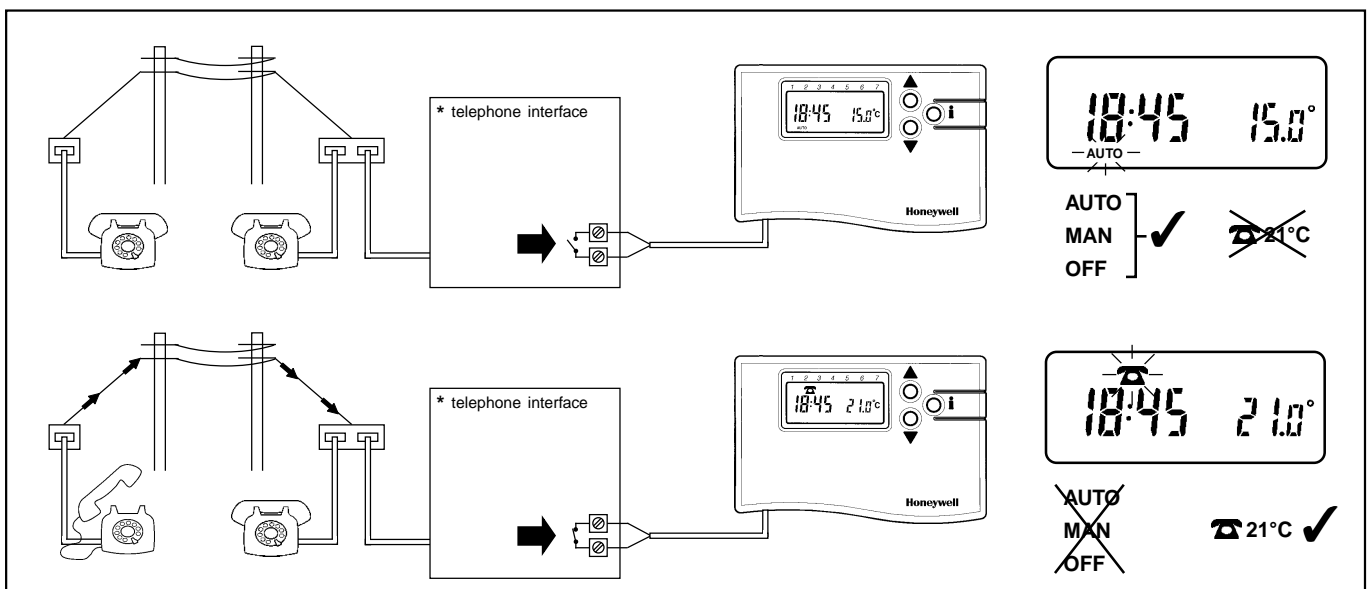 * telephone interface
1 2 3 4 5 6 7
18:45 15.0°c
AUTO
i
Honeywell
18:45 15.0°
AUTO
AUTO
MAN
OFF
21°C
* telephone interface
1 2 3 4 5 6 7
18:45 21.0°c
i
Honeywell
18:45 21.0°
AUTO
MAN
OFF
21°C